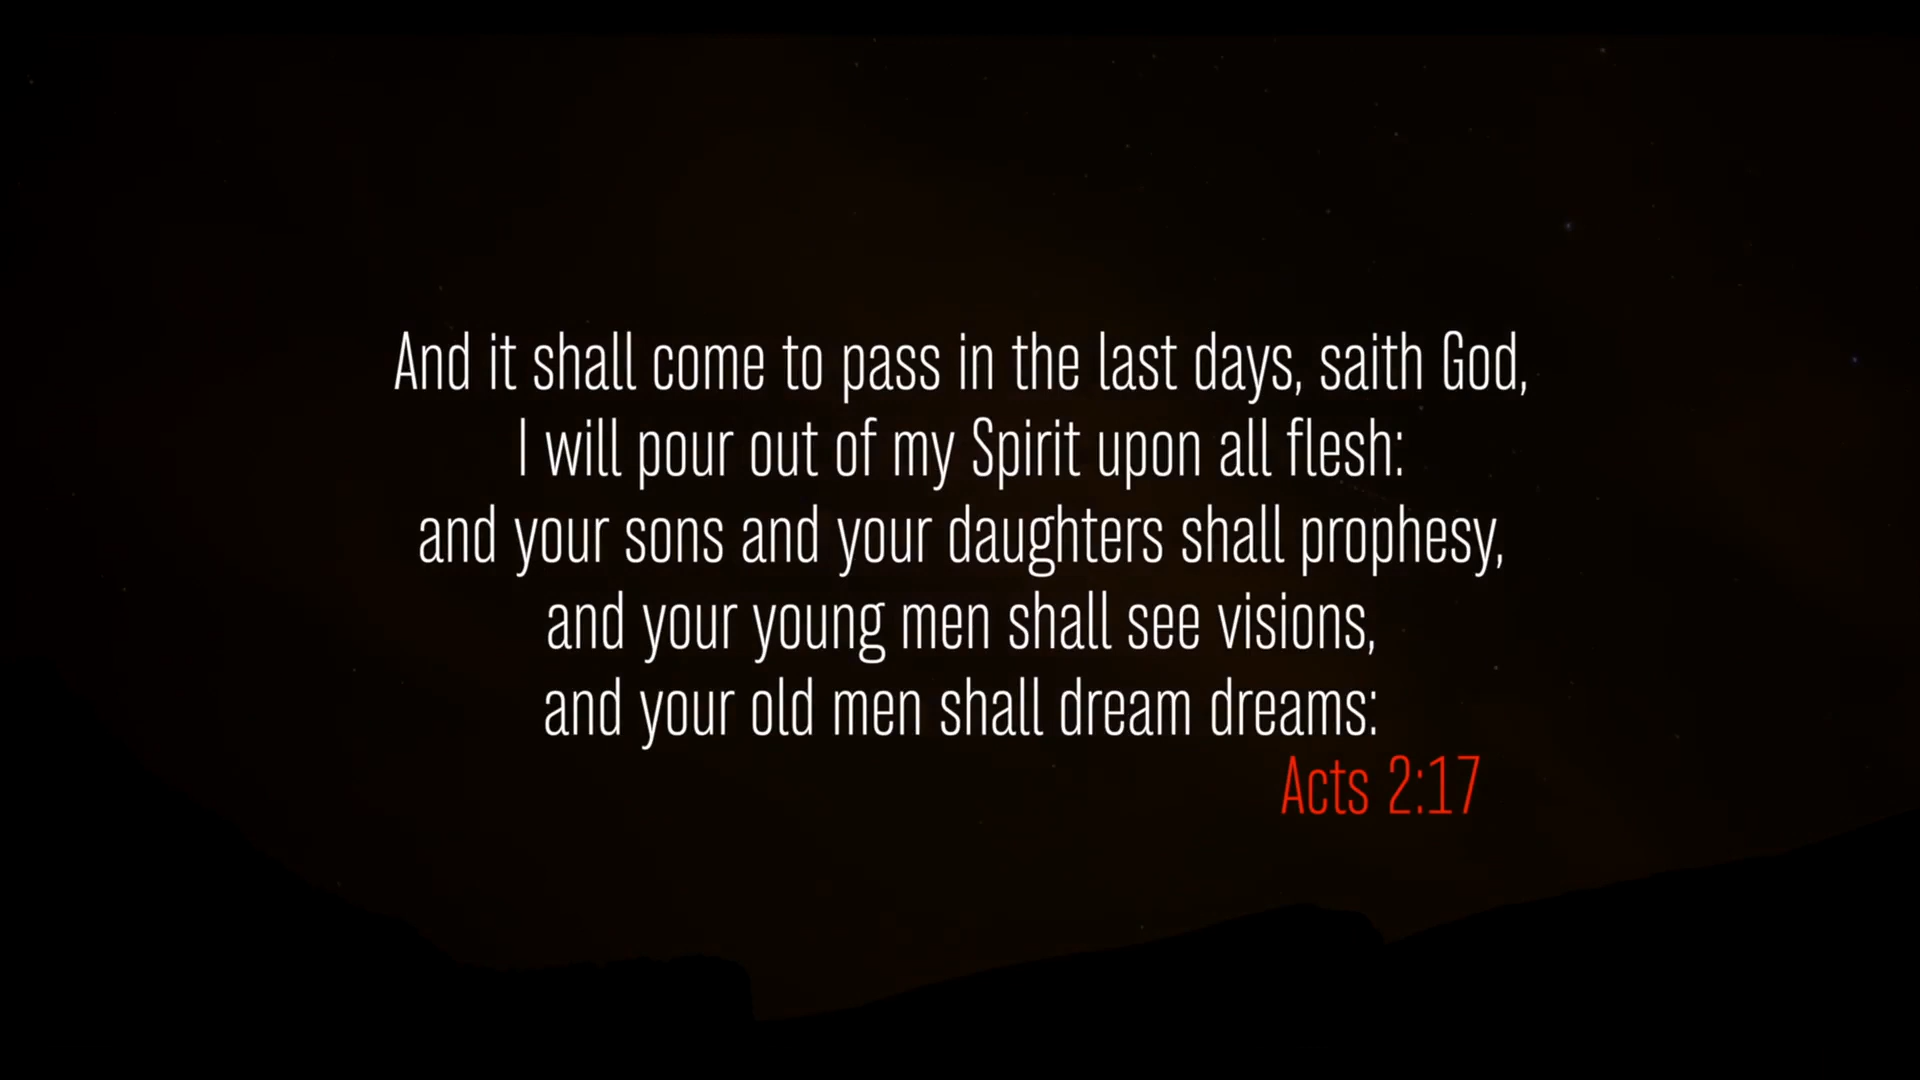 And it shall come to pass in the last days, saith God,
I will pour out of my Spirit upon all flesh:
and your sons and your daughters shall prophesy,
and your young men shall see visions,
and your old men shall dream dreams:
Acts 2:17